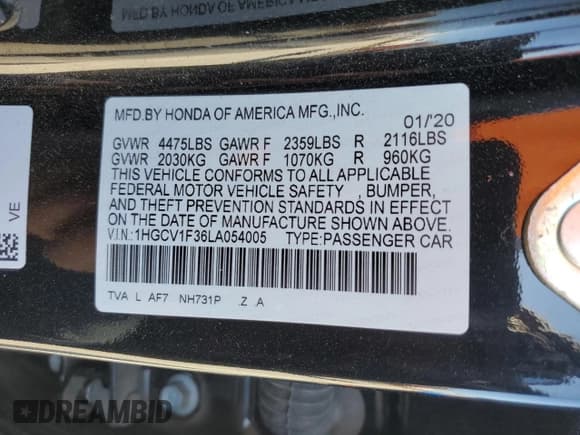 MFD.BY HONDA OF AMERICA MFG.,INC. 01/'20
GVWR 4475LBS GAWR F 2359LBS R 2116LBS
GVWR 2030KG GAWR F 1070KG R 960KG
THIS VEHICLE CONFORMS TO ALL APPLICABLE
FEDERAL MOTOR VEHICLE SAFETY , BUMPER,
AND THEFT PREVENTION STANDARDS IN EFFECT
ON THE DATE OF MANUFACTURE SHOWN ABOVE.
V.I.N.:1HGCV1F36LA054005 TYPE:PASSENGER CAR
TVA L AF7 NH731P .Z .A
VE
DREAMBID